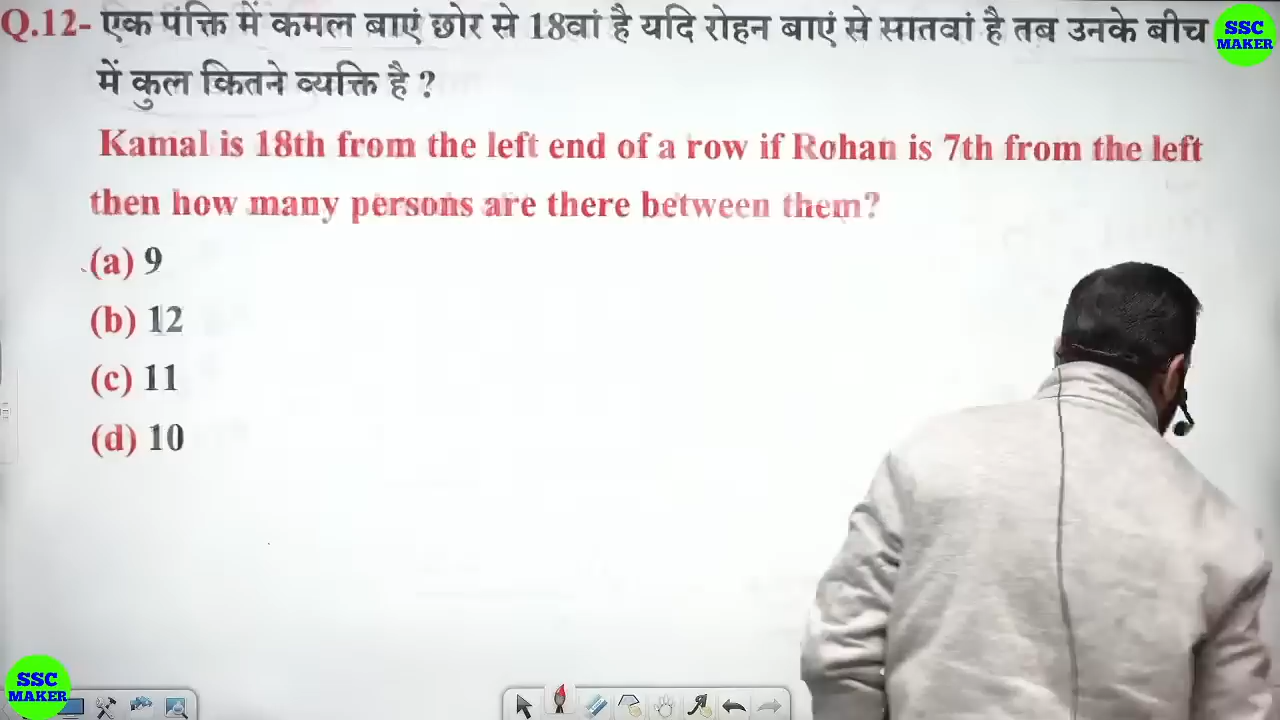 Q.12- एक पंक्ति में कमल बाएं छोर से 18वां है यदि रोहन बाएं से सातवां है तब उनके बीच
में कुल कितने व्यक्ति है ?
Kamal is 18th from the left end of a row if Rohan is 7th from the left
then how many persons are there between them?
(a) 9
(b) 12
(c) 11
(d) 10
SSC
MAKER
SSC
MAKER